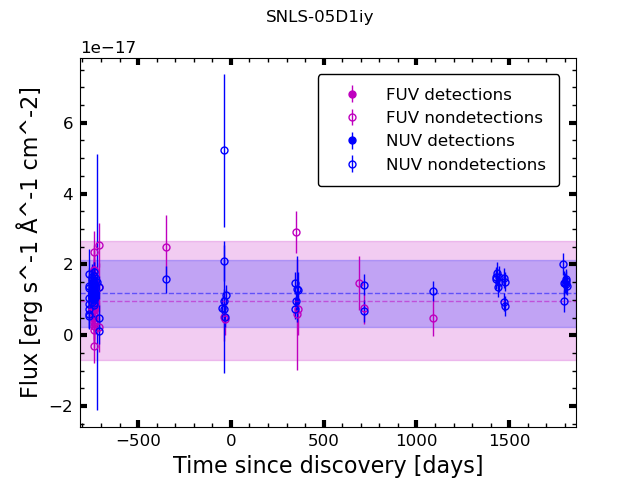 SNLS-05D1iy
1e−17
FUV detections
FUV nondetections
NUV detections
NUV nondetections
6
4
2
0
−2
−500 0 500 1000 1500
Flux [erg s^-1 Å^-1 cm^-2]
Time since discovery [days]